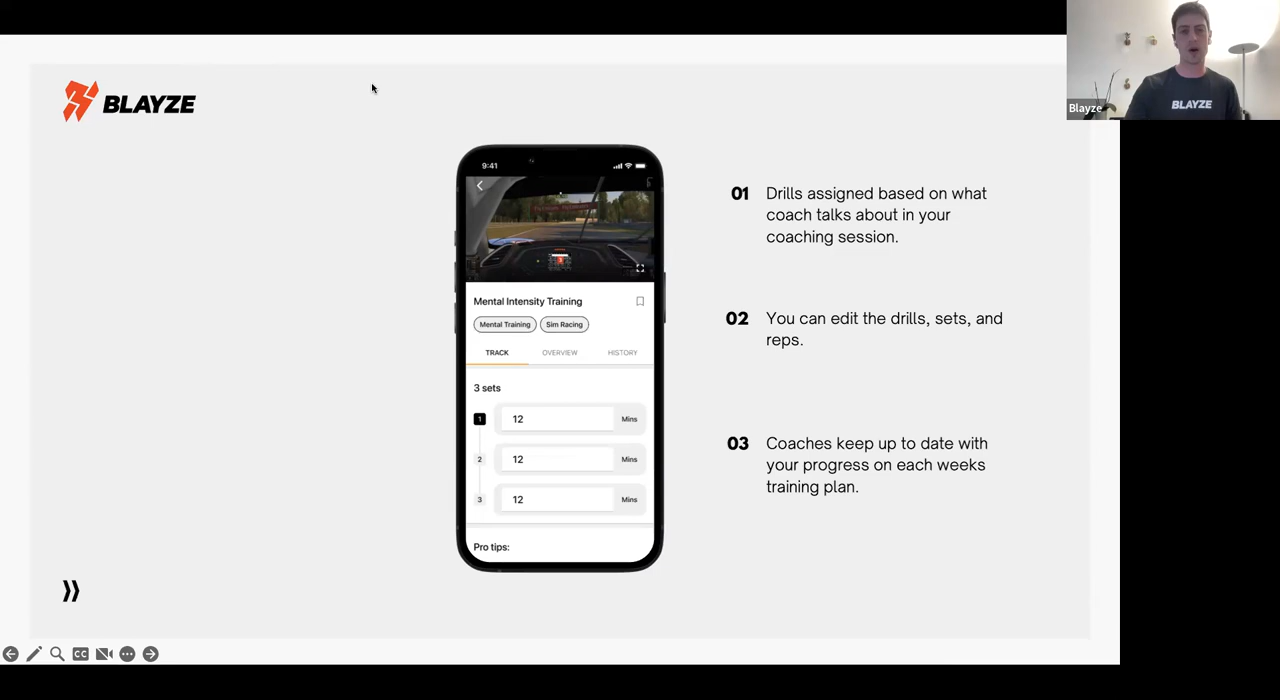 BLAYZE
BLAYZE
Blayze
9:41
Mental Intensity Training
Mental Training
Sim Racing
TRACK
OVERVIEW
HISTORY
3 sets
1
12
Mins
2
12
Mins
3
12
Mins
Pro tips:
01
Drills assigned based on what
coach talks about in your
coaching session.
02
You can edit the drills, sets, and
reps.
03
Coaches keep up to date with
your progress on each weeks
training plan.
CC